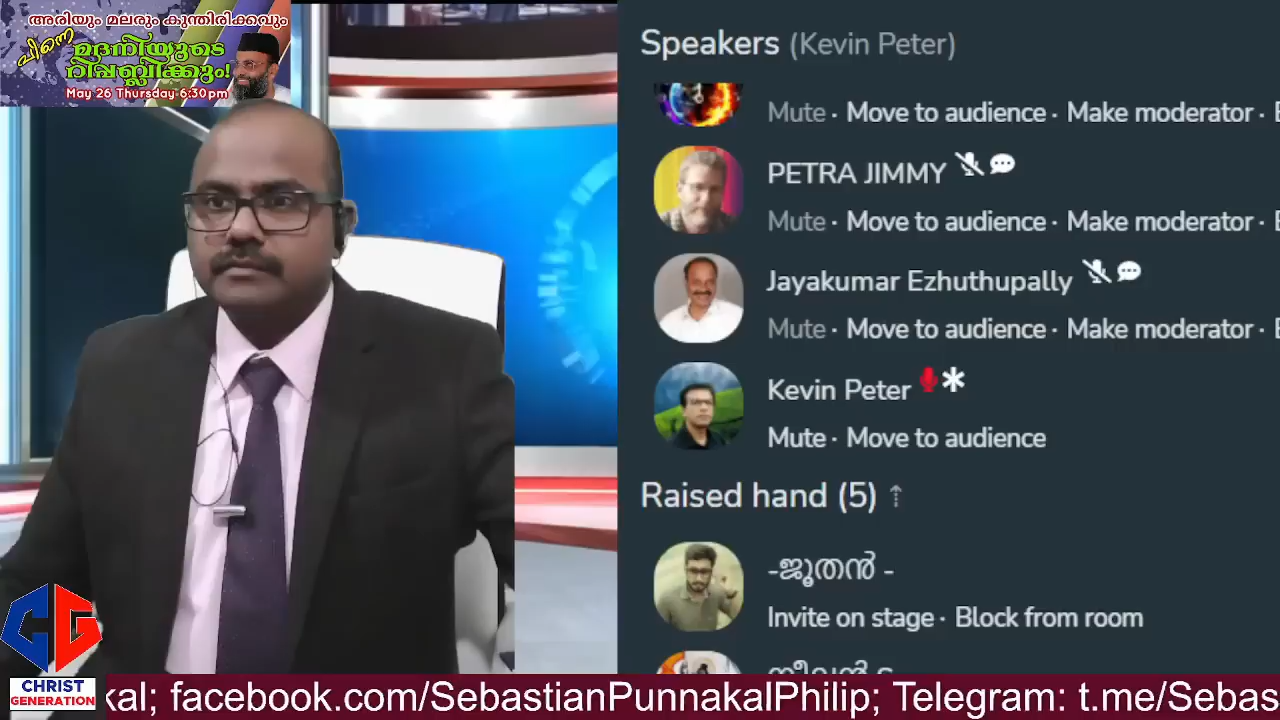 അരിയും മലരും കുന്തിരിക്കവും
പിന്നെ മദനിയുടെ
റിപ്പബ്ലിക്കും!
May 26 Thursday 6:30pm
Speakers (Kevin Peter)
Mute · Move to audience · Make moderator ·
PETRA JIMMY
Mute · Move to audience · Make moderator ·
Jayakumar Ezhuthupally
Mute · Move to audience · Make moderator ·
Kevin Peter
Mute · Move to audience
Raised hand (5)
-ജൂതൻ -
Invite on stage · Block from room
CG
CHRIST
GENERATION
kal; facebook.com/SebastianPunnakalPhilip; Telegram: t.me/Sebas